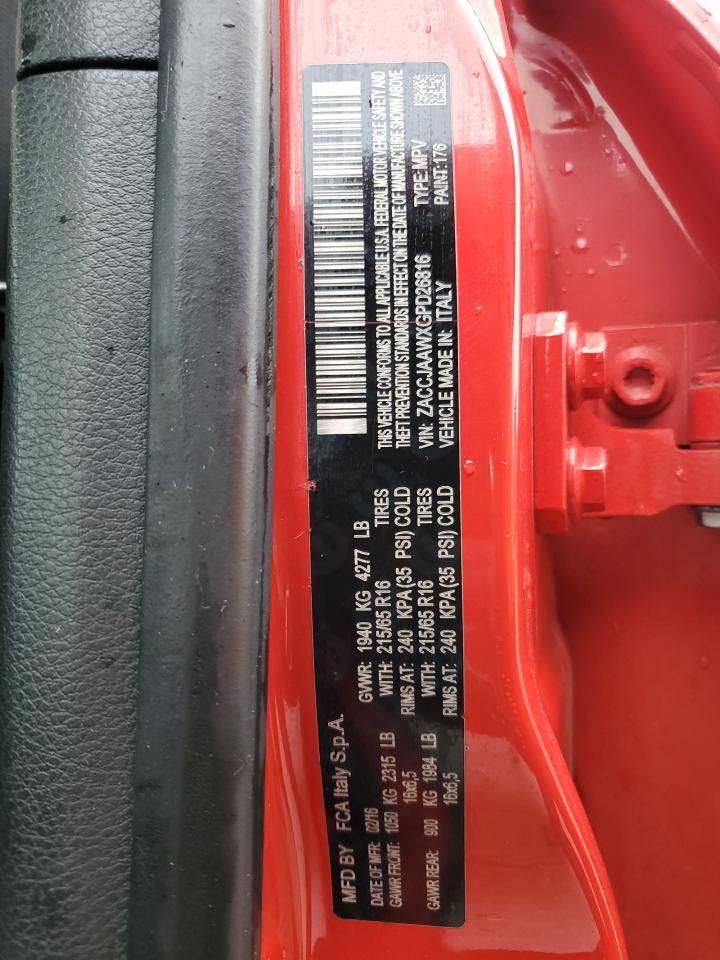 MFD BY FCA Italy S.p.A.
DATE OF MFR: 02/16 GVWR: 1940 KG 4277 LB
GAWR FRONT: 1050 KG 2315 LB WITH: 215/65 R16 TIRES
16x6,5 RIMS AT: 240 KPA(35 PSI) COLD
GAWR REAR: 900 KG 1984 LB WITH: 215/65 R16 TIRES
16x6,5 RIMS AT: 240 KPA(35 PSI) COLD
THIS VEHICLE CONFORMS TO ALL APPLICABLE U.S.A. FEDERAL MOTOR VEHICLE SAFETY AND
THEFT PREVENTION STANDARDS IN EFFECT ON THE DATE OF MANUFACTURE SHOWN ABOVE
VIN: ZACCJAAWXGPD26816 TYPE:MPV
VEHICLE MADE IN: ITALY PAINT:176